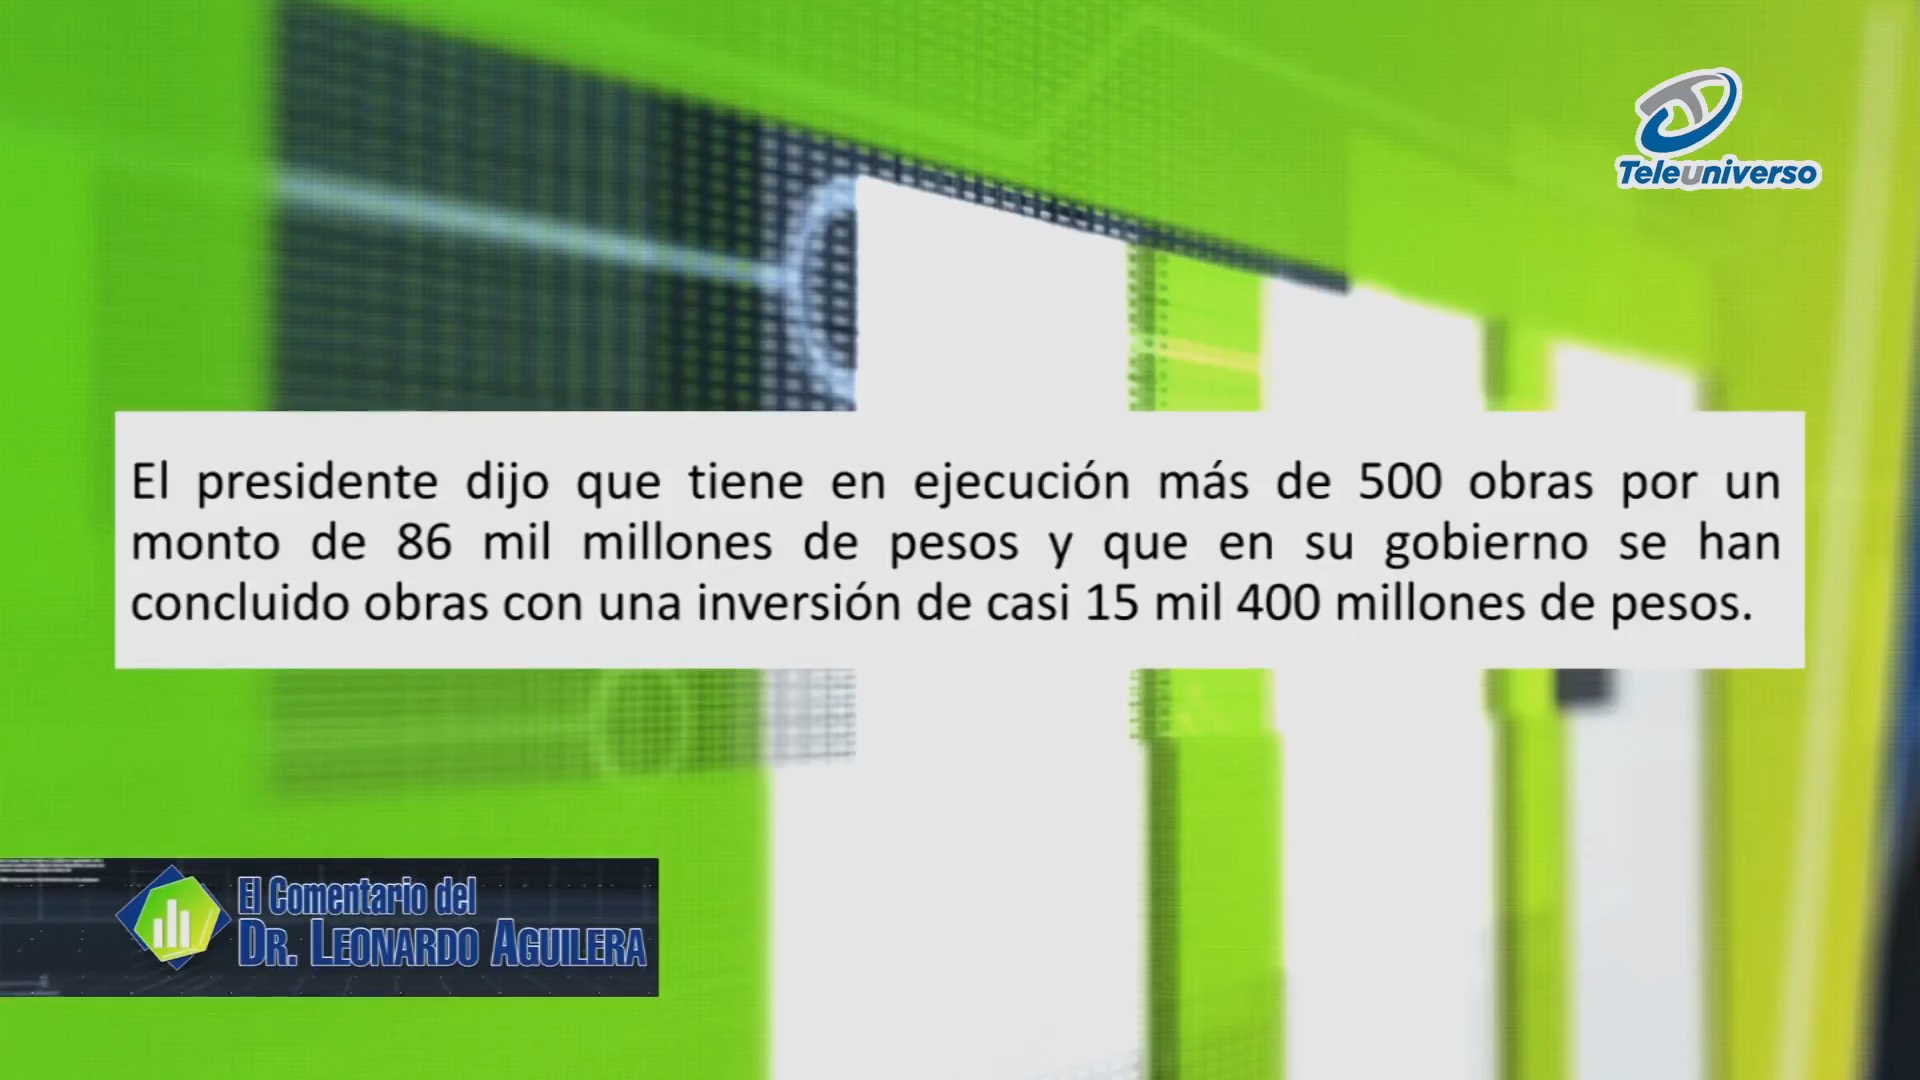 Teleuniverso
El presidente dijo que tiene en ejecución más de 500 obras por un
monto de 86 mil millones de pesos y que en su gobierno se han
concluido obras con una inversión de casi 15 mil 400 millones de pesos.
El Comentario del
DR. LEONARDO AGUILERA